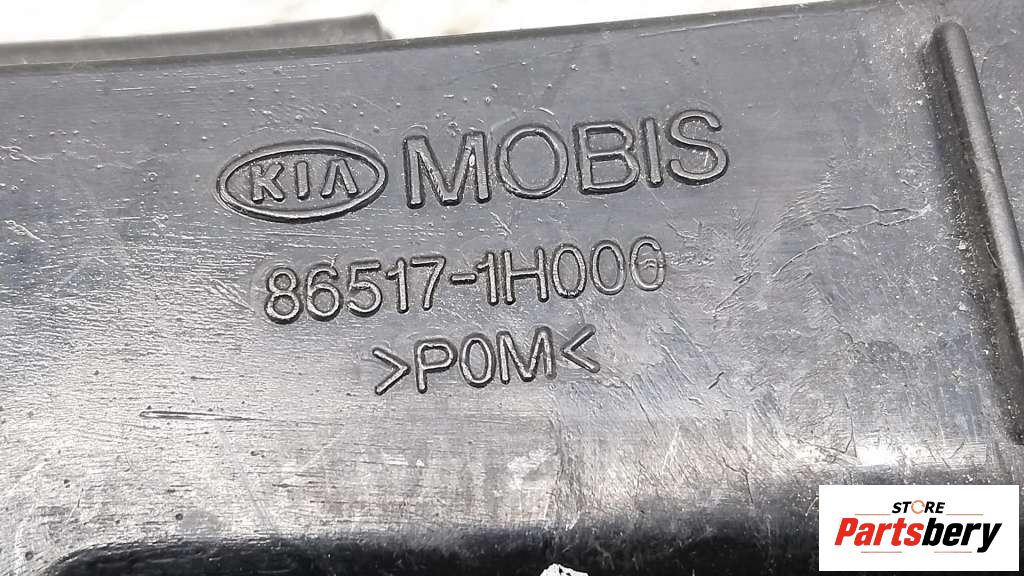 KIA MOBIS
86517-1H000
>POM<
STORE
Partsbery